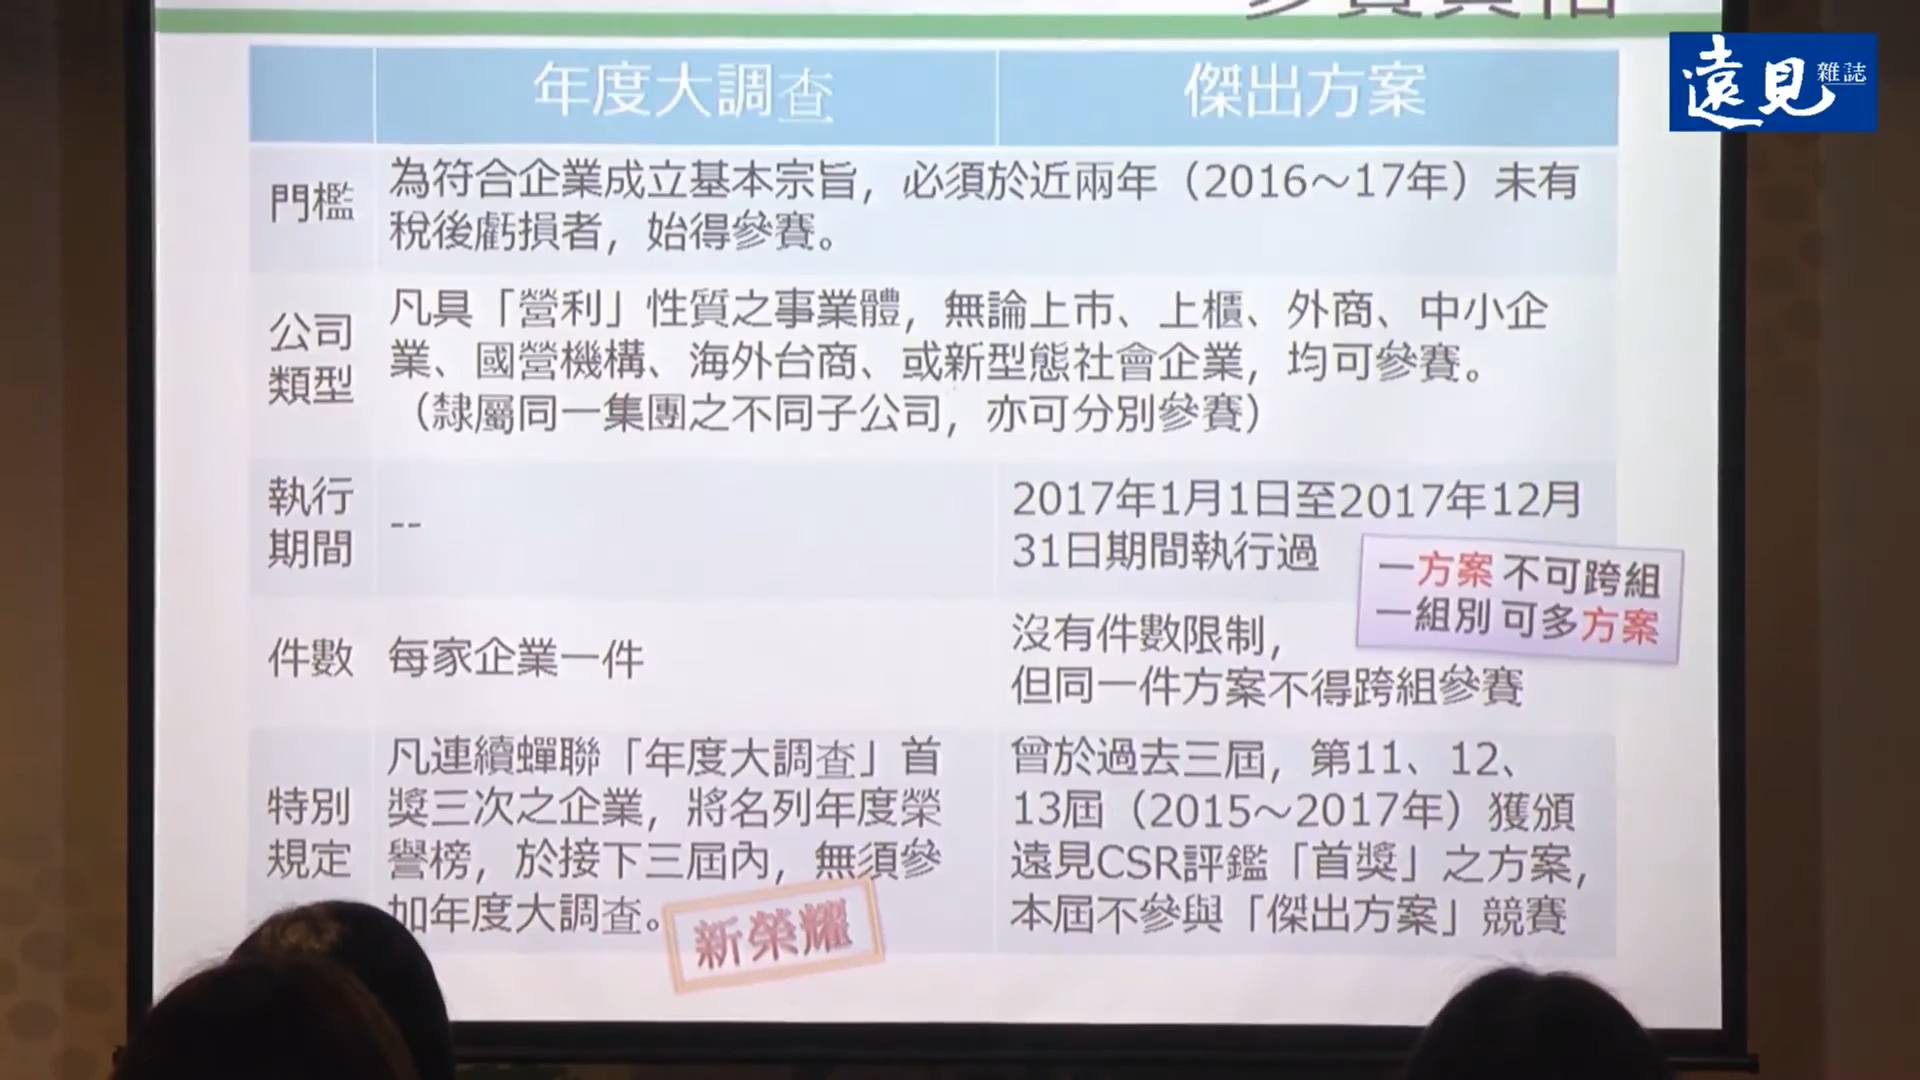 遠見 雜誌
年度大調查
傑出方案
門檻
為符合企業成立基本宗旨，必須於近兩年（2016～17年）未有
稅後虧損者，始得參賽。
公司
類型
凡具「營利」性質之事業體，無論上市、上櫃、外商、中小企
業、國營機構、海外台商、或新型態社會企業，均可參賽。
（隸屬同一集團之不同子公司，亦可分別參賽）
執行
期間
--
2017年1月1日至2017年12月
31日期間執行過
一方案 不可跨組
一組別 可多方案
件數
每家企業一件
沒有件數限制，
但同一件方案不得跨組參賽
特別
規定
凡連續蟬聯「年度大調查」首
獎三次之企業，將名列年度榮
譽榜，於接下三屆內，無須參
加年度大調查。
新榮耀
曾於過去三屆，第11、12、
13屆（2015～2017年）獲頒
遠見CSR評鑑「首獎」之方案，
本屆不參與「傑出方案」競賽